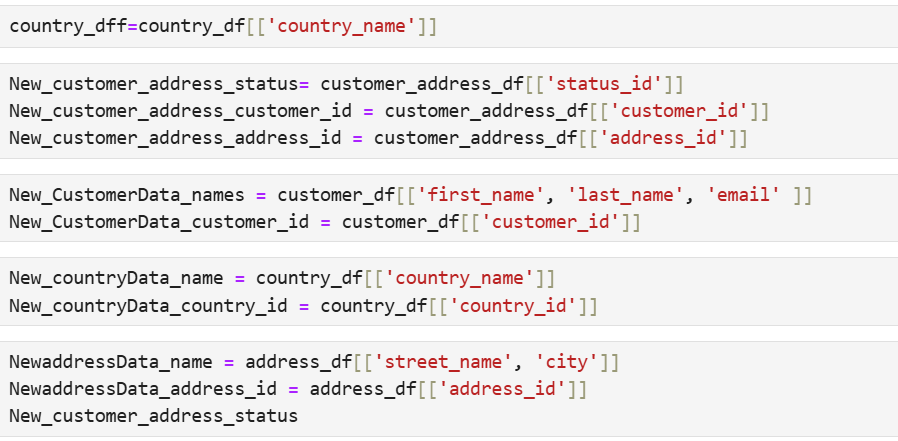 country_dff=country_df[['country_name']]
New_customer_address_status= customer_address_df[['status_id']]
New_customer_address_customer_id = customer_address_df[['customer_id']]
New_customer_address_address_id = customer_address_df[['address_id']]
New_CustomerData_names = customer_df[['first_name', 'last_name', 'email' ]]
New_CustomerData_customer_id = customer_df[['customer_id']]
New_countryData_name = country_df[['country_name']]
New_countryData_country_id = country_df[['country_id']]
NewaddressData_name = address_df[['street_name', 'city']]
NewaddressData_address_id = address_df[['address_id']]
New_customer_address_status